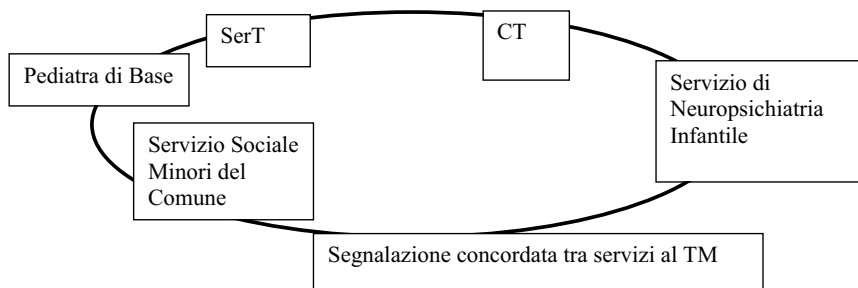 SerT
CT
Pediatra di Base
Servizio di
Neuropsichiatria
Infantile
Servizio Sociale
Minori del
Comune
Segnalazione concordata tra servizi al TM